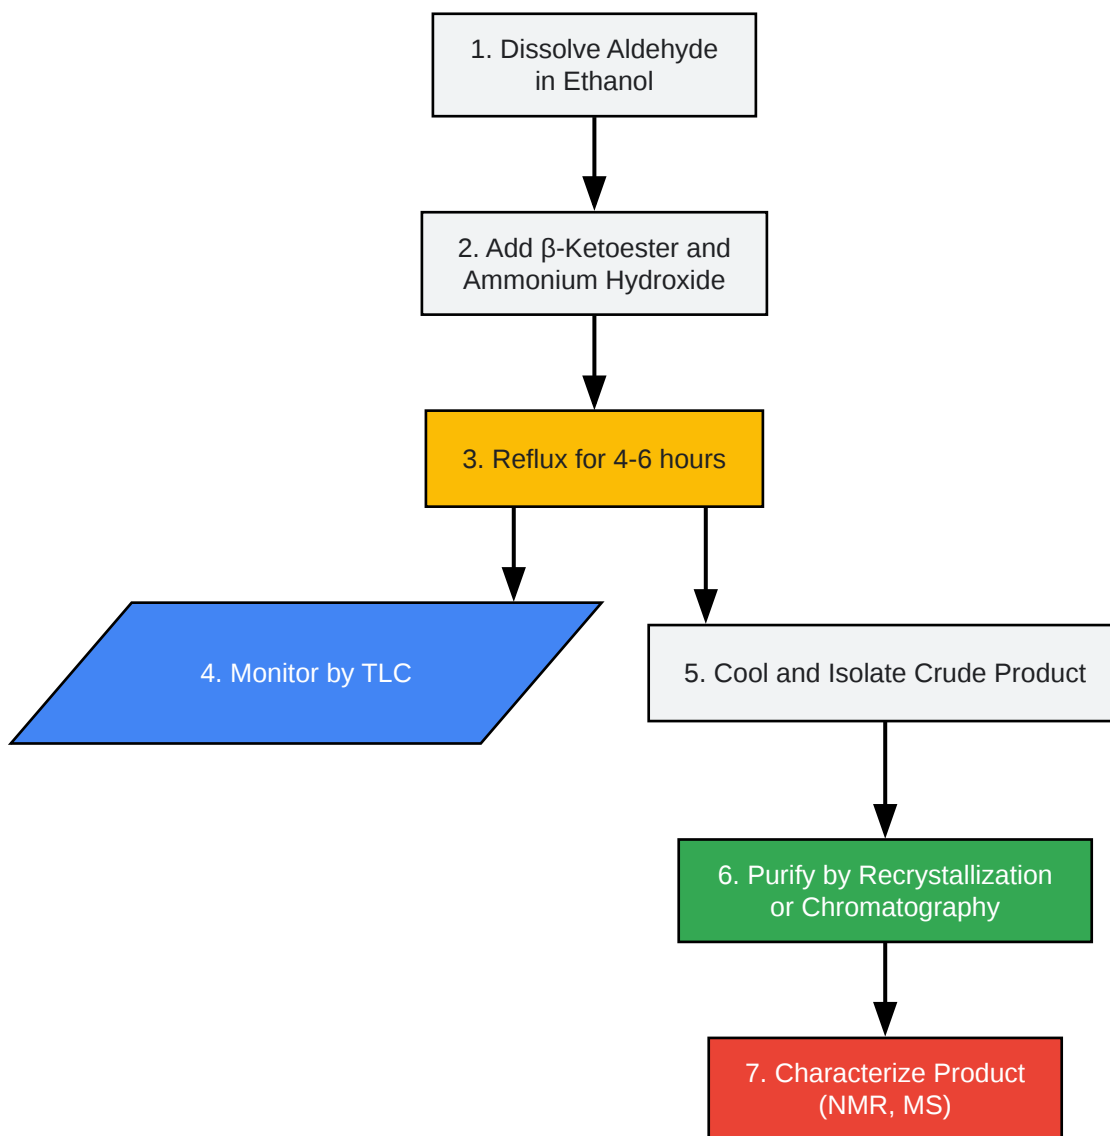 1. Dissolve Aldehyde
in Ethanol
2. Add β-Ketoester and
Ammonium Hydroxide
3. Reflux for 4-6 hours
4. Monitor by TLC
5. Cool and Isolate Crude Product
6. Purify by Recrystallization
or Chromatography
7. Characterize Product
(NMR, MS)